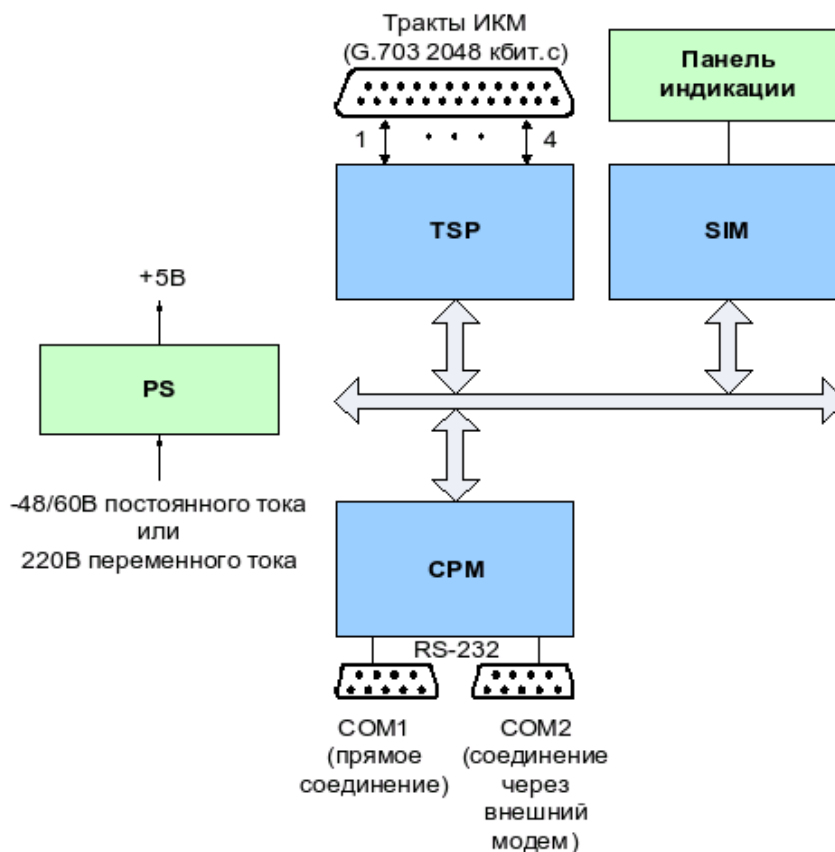 Тракты ИКМ
(G.703 2048 кбит.с)
Панель
индикации
1
. . .
4
TSP
SIM
+5В
PS
-48/60В постоянного тока
или
220В переменного тока
CPM
RS-232
COM1
(прямое
соединение)
COM2
(соединение
через
внешний
модем)